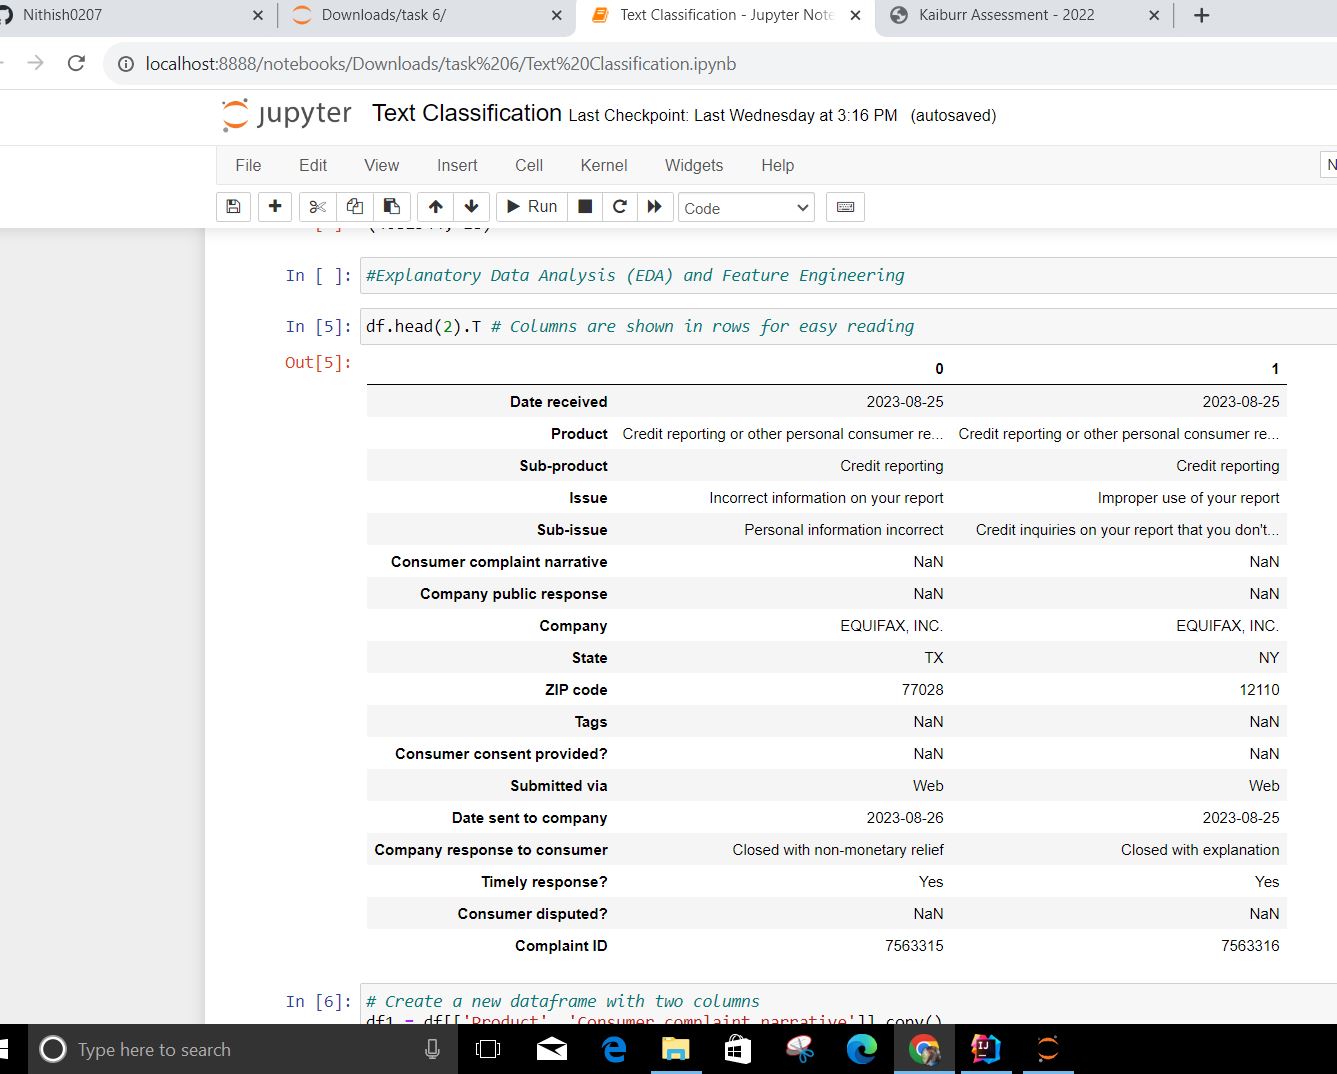 Nithish0207
Downloads/task 6/
Text Classification - Jupyter Note
Kaiburr Assessment - 2022
localhost:8888/notebooks/Downloads/task%206/Text%20Classification.ipynb
jupyter Text Classification Last Checkpoint: Last Wednesday at 3:16 PM (autosaved)
File Edit View Insert Cell Kernel Widgets Help
Run Code
In [ ]: #Explanatory Data Analysis (EDA) and Feature Engineering
In [5]: df.head(2).T # Columns are shown in rows for easy reading
Out[5]:
0 1
Date received 2023-08-25 2023-08-25
Product Credit reporting or other personal consumer re... Credit reporting or other personal consumer re...
Sub-product Credit reporting Credit reporting
Issue Incorrect information on your report Improper use of your report
Sub-issue Personal information incorrect Credit inquiries on your report that you don't...
Consumer complaint narrative NaN NaN
Company public response NaN NaN
Company EQUIFAX, INC. EQUIFAX, INC.
State TX NY
ZIP code 77028 12110
Tags NaN NaN
Consumer consent provided? NaN NaN
Submitted via Web Web
Date sent to company 2023-08-26 2023-08-25
Company response to consumer Closed with non-monetary relief Closed with explanation
Timely response? Yes Yes
Consumer disputed? NaN NaN
Complaint ID 7563315 7563316
In [6]: # Create a new dataframe with two columns
df1 = df[['Product', 'Consumer complaint narrative']].copy()
Type here to search